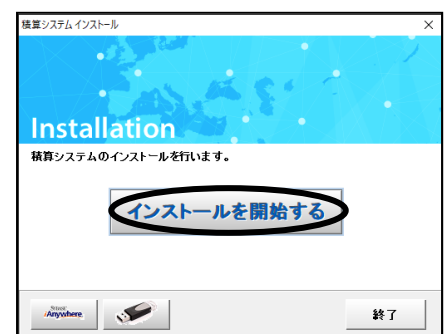 積算システム インストール
Installation
積算システムのインストールを行います。
インストールを開始する
iAnywhere
終了